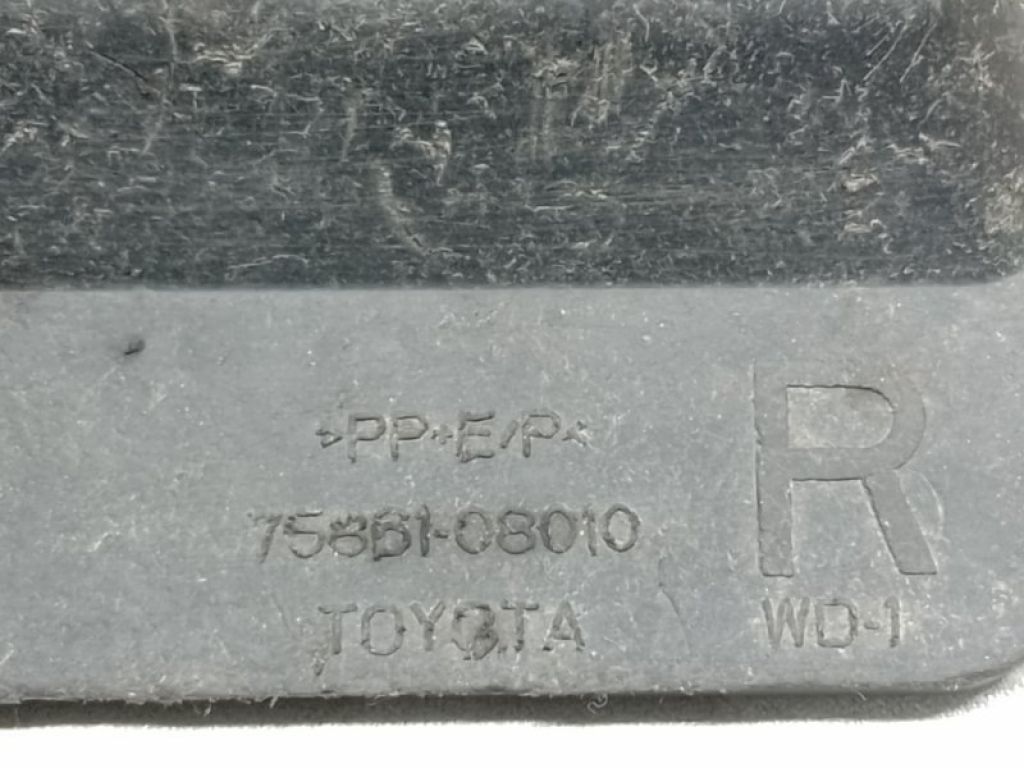 >PP+E/P<
75861-08010
TOYOTA
R
WD-1